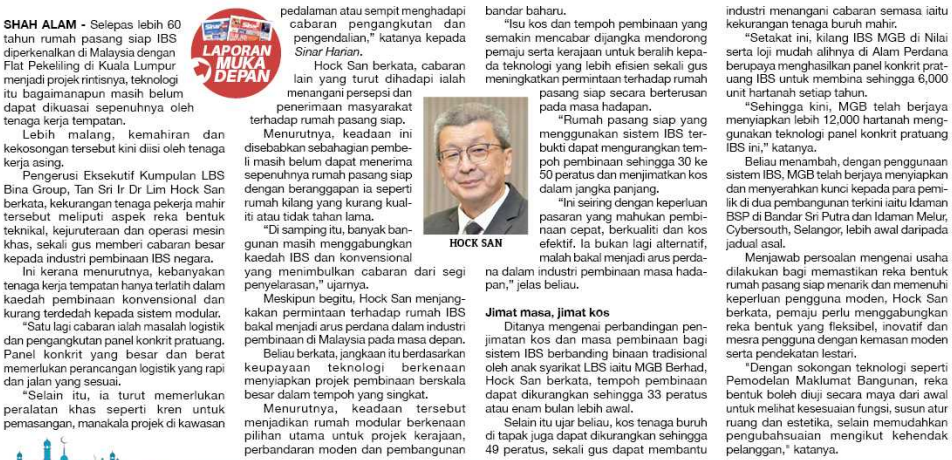 SHAH ALAM - Selepas lebih 60
tahun rumah pasang siap IBS
diperkenalkan di Malaysia dengan
Flat Pekeliling di Kuala Lumpur
menjadi projek rintisnya, teknologi
itu bagaimanapun masih belum
dapat dikuasai sepenuhnya oleh
tenaga kerja tempatan.
Lebih malang, kemahiran dan
kekosongan tersebut kini diisi oleh tenaga
kerja asing.
Pengerusi Eksekutif Kumpulan LBS
Bina Group, Tan Sri Ir Dr Lim Hock San
berkata, kekurangan tenaga pekerja mahir
tersebut meliputi aspek reka bentuk
teknikal, kejuruteraan dan operasi mesin
khas, sekali gus memberi cabaran besar
kepada industri pembinaan IBS negara.
Ini kerana menurutnya, kebanyakan
tenaga kerja tempatan hanya terlatih dalam
kaedah pembinaan konvensional dan
kurang terdedah kepada sistem modular.
“Satu lagi cabaran ialah masalah logistik
dan pengangkutan panel konkrit pratuang.
Panel konkrit yang besar dan berat
memerlukan perancangan logistik yang rapi
dan jalan yang sesuai.
“Selain itu, ia turut memerlukan
peralatan khas seperti kren untuk
pemasangan, manakala projek di kawasan
LAPORAN
MUKA
DEPAN
pedalaman atau sempit menghadapi
cabaran pengangkutan dan
pengendalian,” katanya kepada
Sinar Harian.
Hock San berkata, cabaran
lain yang turut dihadapi ialah
menangani persepsi dan
penerimaan masyarakat
terhadap rumah pasang siap.
Menurutnya, keadaan ini
disebabkan sebahagian pembe-
li masih belum dapat menerima
sepenuhnya rumah pasang siap
dengan beranggapan ia seperti
rumah kilang yang kurang kual-
iti atau tidak tahan lama.
“Di samping itu, banyak ban-
gunan masih menggabungkan
kaedah IBS dan konvensional
yang menimbulkan cabaran dari segi
penyelarasan,” ujarnya.
Meskipun begitu, Hock San menjang-
kakan permintaan terhadap rumah IBS
bakal menjadi arus perdana dalam industri
pembinaan di Malaysia pada masa depan.
Beliau berkata, jangkaan itu berdasarkan
keupayaan teknologi berkenaan
menyiapkan projek pembinaan berskala
besar dalam tempoh yang singkat.
Menurutnya, keadaan tersebut
menjadikan rumah modular berkenaan
pilihan utama untuk projek kerajaan,
perbandaran moden dan pembangunan
bandar baharu.
“Isu kos dan tempoh pembinaan yang
semakin mencabar dijangka mendorong
pemaju serta kerajaan untuk beralih kepa-
da teknologi yang lebih efisien sekali gus
meningkatkan permintaan terhadap rumah
pasang siap secara berterusan
pada masa hadapan.
“Rumah pasang siap yang
menggunakan sistem IBS ter-
bukti dapat mengurangkan tem-
poh pembinaan sehingga 30 ke
50 peratus dan menjimatkan kos
dalam jangka panjang.
“Ini seiring dengan keperluan
pasaran yang mahukan pembi-
naan cepat, berkualiti dan kos
efektif. Ia bukan lagi alternatif,
malah bakal menjadi arus perda-
na dalam industri pembinaan masa hada-
pan,” jelas beliau.
HOCK SAN
Jimat masa, jimat kos
Ditanya mengenai perbandingan pen-
jimatan kos dan masa pembinaan bagi
sistem IBS berbanding binaan tradisional
oleh anak syarikat LBS iaitu MGB Berhad,
Hock San berkata, tempoh pembinaan
dapat dikurangkan sehingga 33 peratus
atau enam bulan lebih awal.
Selain itu ujar beliau, kos tenaga buruh
di tapak juga dapat dikurangkan sehingga
49 peratus, sekali gus dapat membantu
industri menangani cabaran semasa iaitu
kekurangan tenaga buruh mahir.
“Setakat ini, kilang IBS MGB di Nilai
serta loji mudah alihnya di Alam Perdana
berupaya menghasilkan panel konkrit prat-
uang IBS untuk membina sehingga 6,000
unit hartanah setiap tahun.
“Sehingga kini, MGB telah berjaya
menyiapkan lebih 12,000 hartanah meng-
gunakan teknologi panel konkrit pratuang
IBS ini,” katanya.
Beliau menambah, dengan penggunaan
sistem IBS, MGB telah berjaya menyiapkan
dan menyerahkan kunci kepada para pemi-
lik di dua pembangunan terkini iaitu Idaman
BSP di Bandar Sri Putra dan Idaman Melur,
Cybersouth, Selangor, lebih awal daripada
jadual asal.
Menjawab persoalan mengenai usaha
dilakukan bagi memastikan reka bentuk
rumah pasang siap menarik dan memenuhi
keperluan pengguna moden, Hock San
berkata, pemaju perlu menggabungkan
reka bentuk yang fleksibel, inovatif dan
mesra pengguna dengan kemasan moden
serta pendekatan lestari.
"Dengan sokongan teknologi seperti
Pemodelan Maklumat Bangunan, reka
bentuk boleh diuji secara maya dari awal
untuk melihat kesesuaian fungsi, susun atur
ruang dan estetika, selain memudahkan
pengubahsuaian mengikut kehendak
pelanggan," katanya.